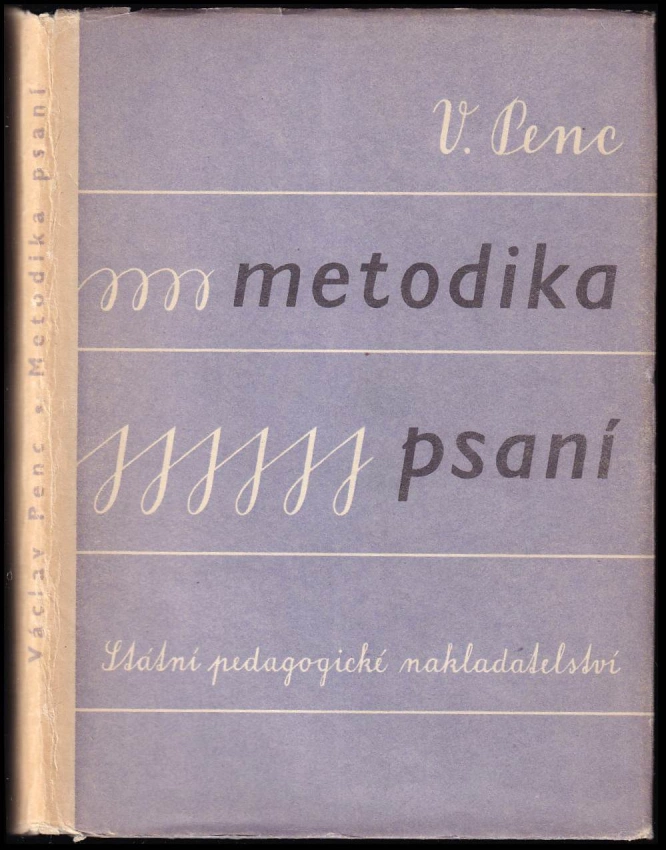 V. Penc
metodika
psaní
Státní pedagogické nakladatelství
Václav Penc • Metodika psaní